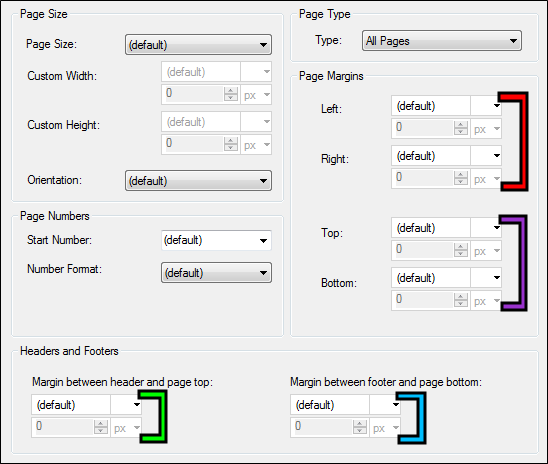 Page Size
Page Size: (default)
Custom Width: (default)
0 px
Custom Height: (default)
0 px
Orientation: (default)
Page Type
Type: All Pages
Page Margins
Left: (default)
0 px
Right: (default)
0 px
Top: (default)
0 px
Bottom: (default)
0 px
Page Numbers
Start Number: (default)
Number Format: (default)
Headers and Footers
Margin between header and page top:
(default)
0 px
Margin between footer and page bottom:
(default)
0 px